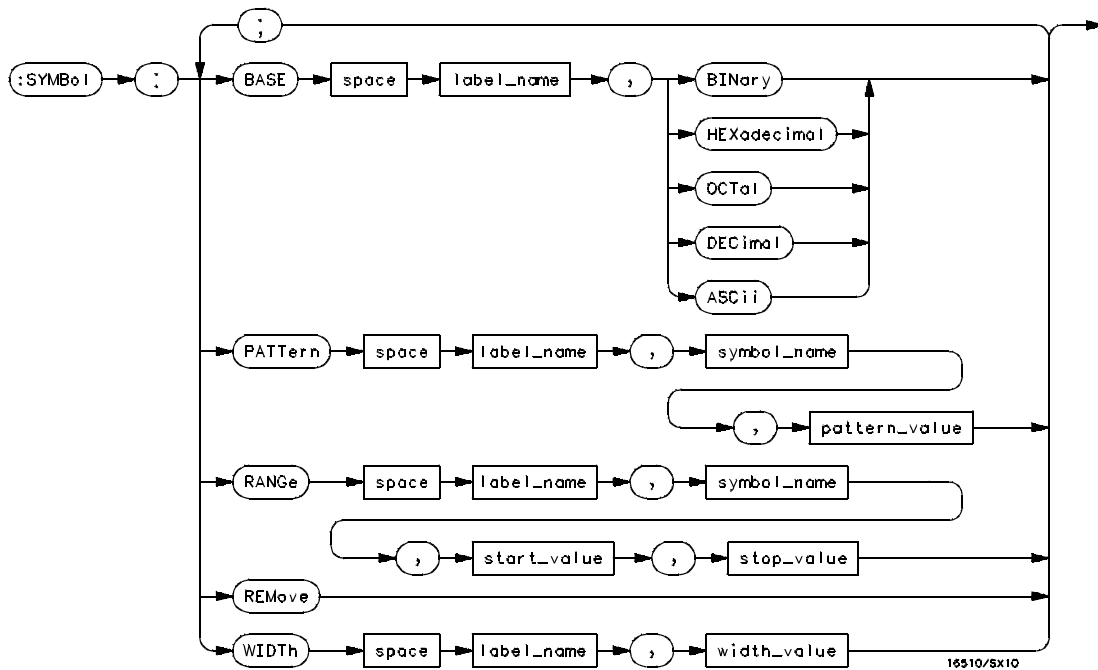 ;
:SYMBol : BASE space label_name , BINary
HEXadecimal
OCTal
DECimal
ASCii
PATTern space label_name , symbol_name
, pattern_value
RANGe space label_name , symbol_name
, start_value , stop_value
REMove
WIDTh space label_name , width_value
16510/SX10